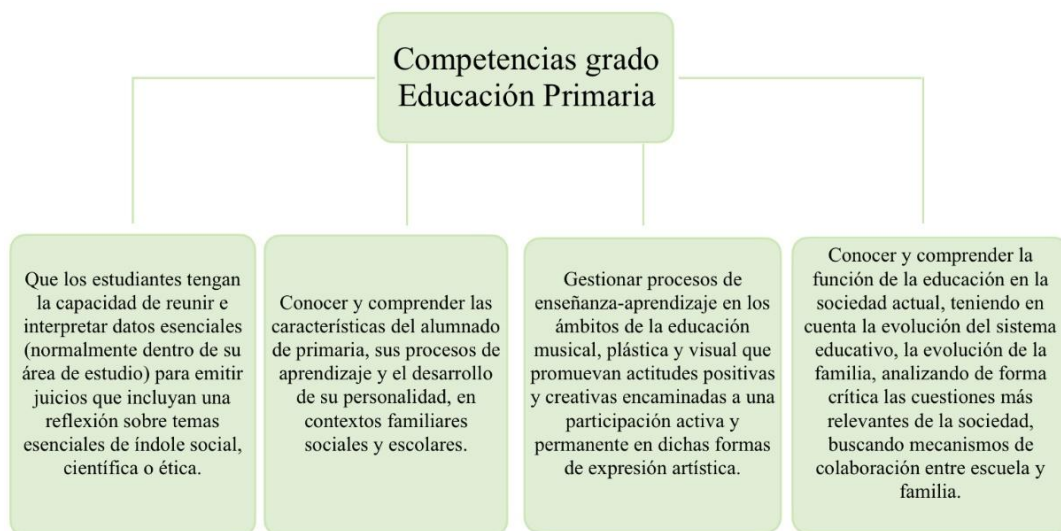 Competencias grado
Educación Primaria
Que los estudiantes tengan
la capacidad de reunir e
interpretar datos esenciales
(normalmente dentro de su
área de estudio) para emitir
juicios que incluyan una
reflexión sobre temas
esenciales de índole social,
científica o ética.
Conocer y comprender las
características del alumnado
de primaria, sus procesos de
aprendizaje y el desarrollo
de su personalidad, en
contextos familiares
sociales y escolares.
Gestionar procesos de
enseñanza-aprendizaje en los
ámbitos de la educación
musical, plástica y visual que
promuevan actitudes positivas
y creativas encaminadas a una
participación activa y
permanente en dichas formas
de expresión artística.
Conocer y comprender la
función de la educación en la
sociedad actual, teniendo en
cuenta la evolución del sistema
educativo, la evolución de la
familia, analizando de forma
crítica las cuestiones más
relevantes de la sociedad,
buscando mecanismos de
colaboración entre escuela y
familia.